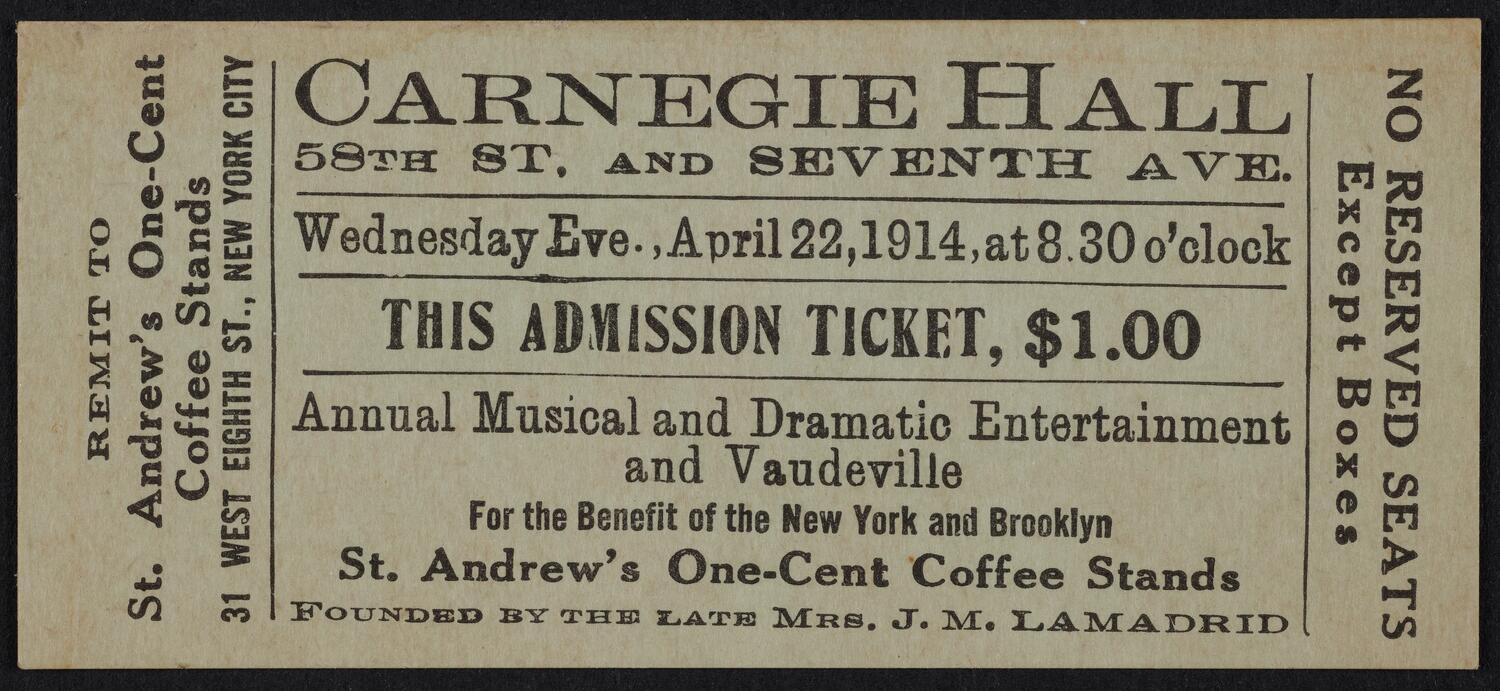 REMIT TO
St. Andrew's One-Cent
Coffee Stands
31 WEST EIGHTH ST., NEW YORK CITY
CARNEGIE HALL
58TH ST. AND SEVENTH AVE.
Wednesday Eve., April 22, 1914, at 8.30 o'clock
THIS ADMISSION TICKET, $1.00
Annual Musical and Dramatic Entertainment
and Vaudeville
For the Benefit of the New York and Brooklyn
St. Andrew's One-Cent Coffee Stands
FOUNDED BY THE LATE MRS. J. M. LAMADRID
NO RESERVED SEATS
Except Boxes